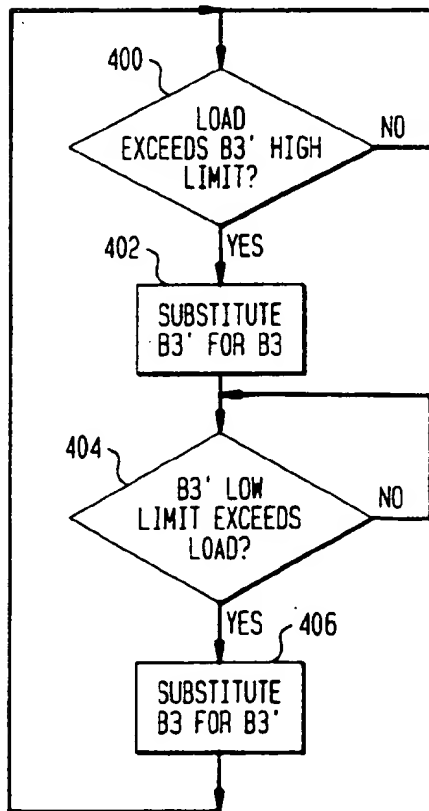 400
LOAD
EXCEEDS B3' HIGH
LIMIT?
NO
YES
402
SUBSTITUTE
B3' FOR B3
404
B3' LOW
LIMIT EXCEEDS
LOAD?
NO
YES
406
SUBSTITUTE
B3 FOR B3'